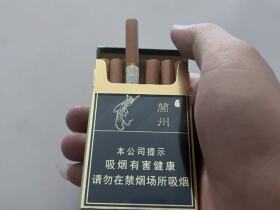 蘭州
本公司提示
吸烟有害健康
请勿在禁烟场所吸烟